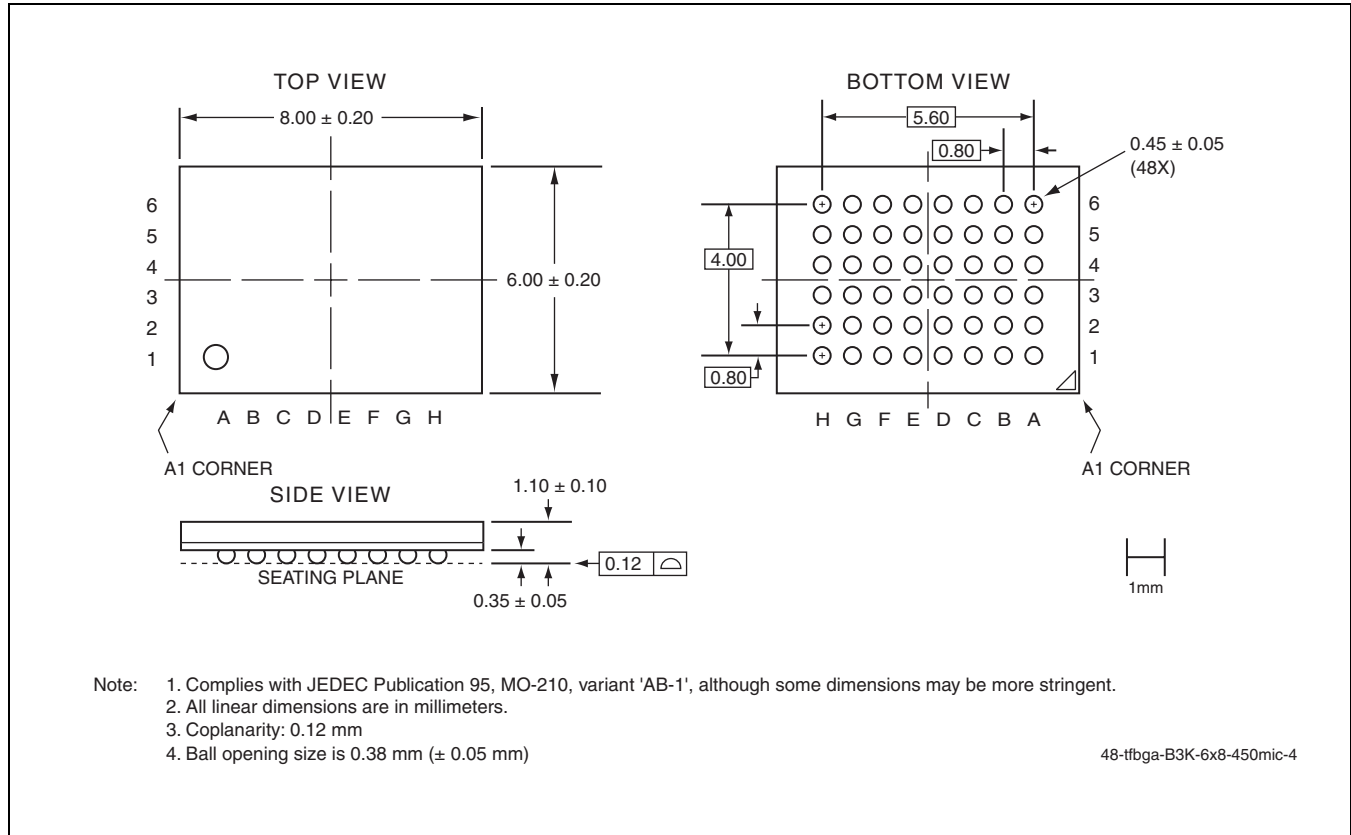 TOP VIEW
8.00 ± 0.20
6
5
4
3
2
1
6.00 ± 0.20
A B C D E F G H
A1 CORNER
BOTTOM VIEW
5.60
0.80
0.45 ± 0.05
(48X)
4.00
0.80
6
5
4
3
2
1
H G F E D C B A
A1 CORNER
SIDE VIEW
1.10 ± 0.10
SEATING PLANE
0.12
0.35 ± 0.05
1mm
Note: 1. Complies with JEDEC Publication 95, MO-210, variant 'AB-1', although some dimensions may be more stringent.
2. All linear dimensions are in millimeters.
3. Coplanarity: 0.12 mm
4. Ball opening size is 0.38 mm (± 0.05 mm)
48-tfbga-B3K-6x8-450mic-4